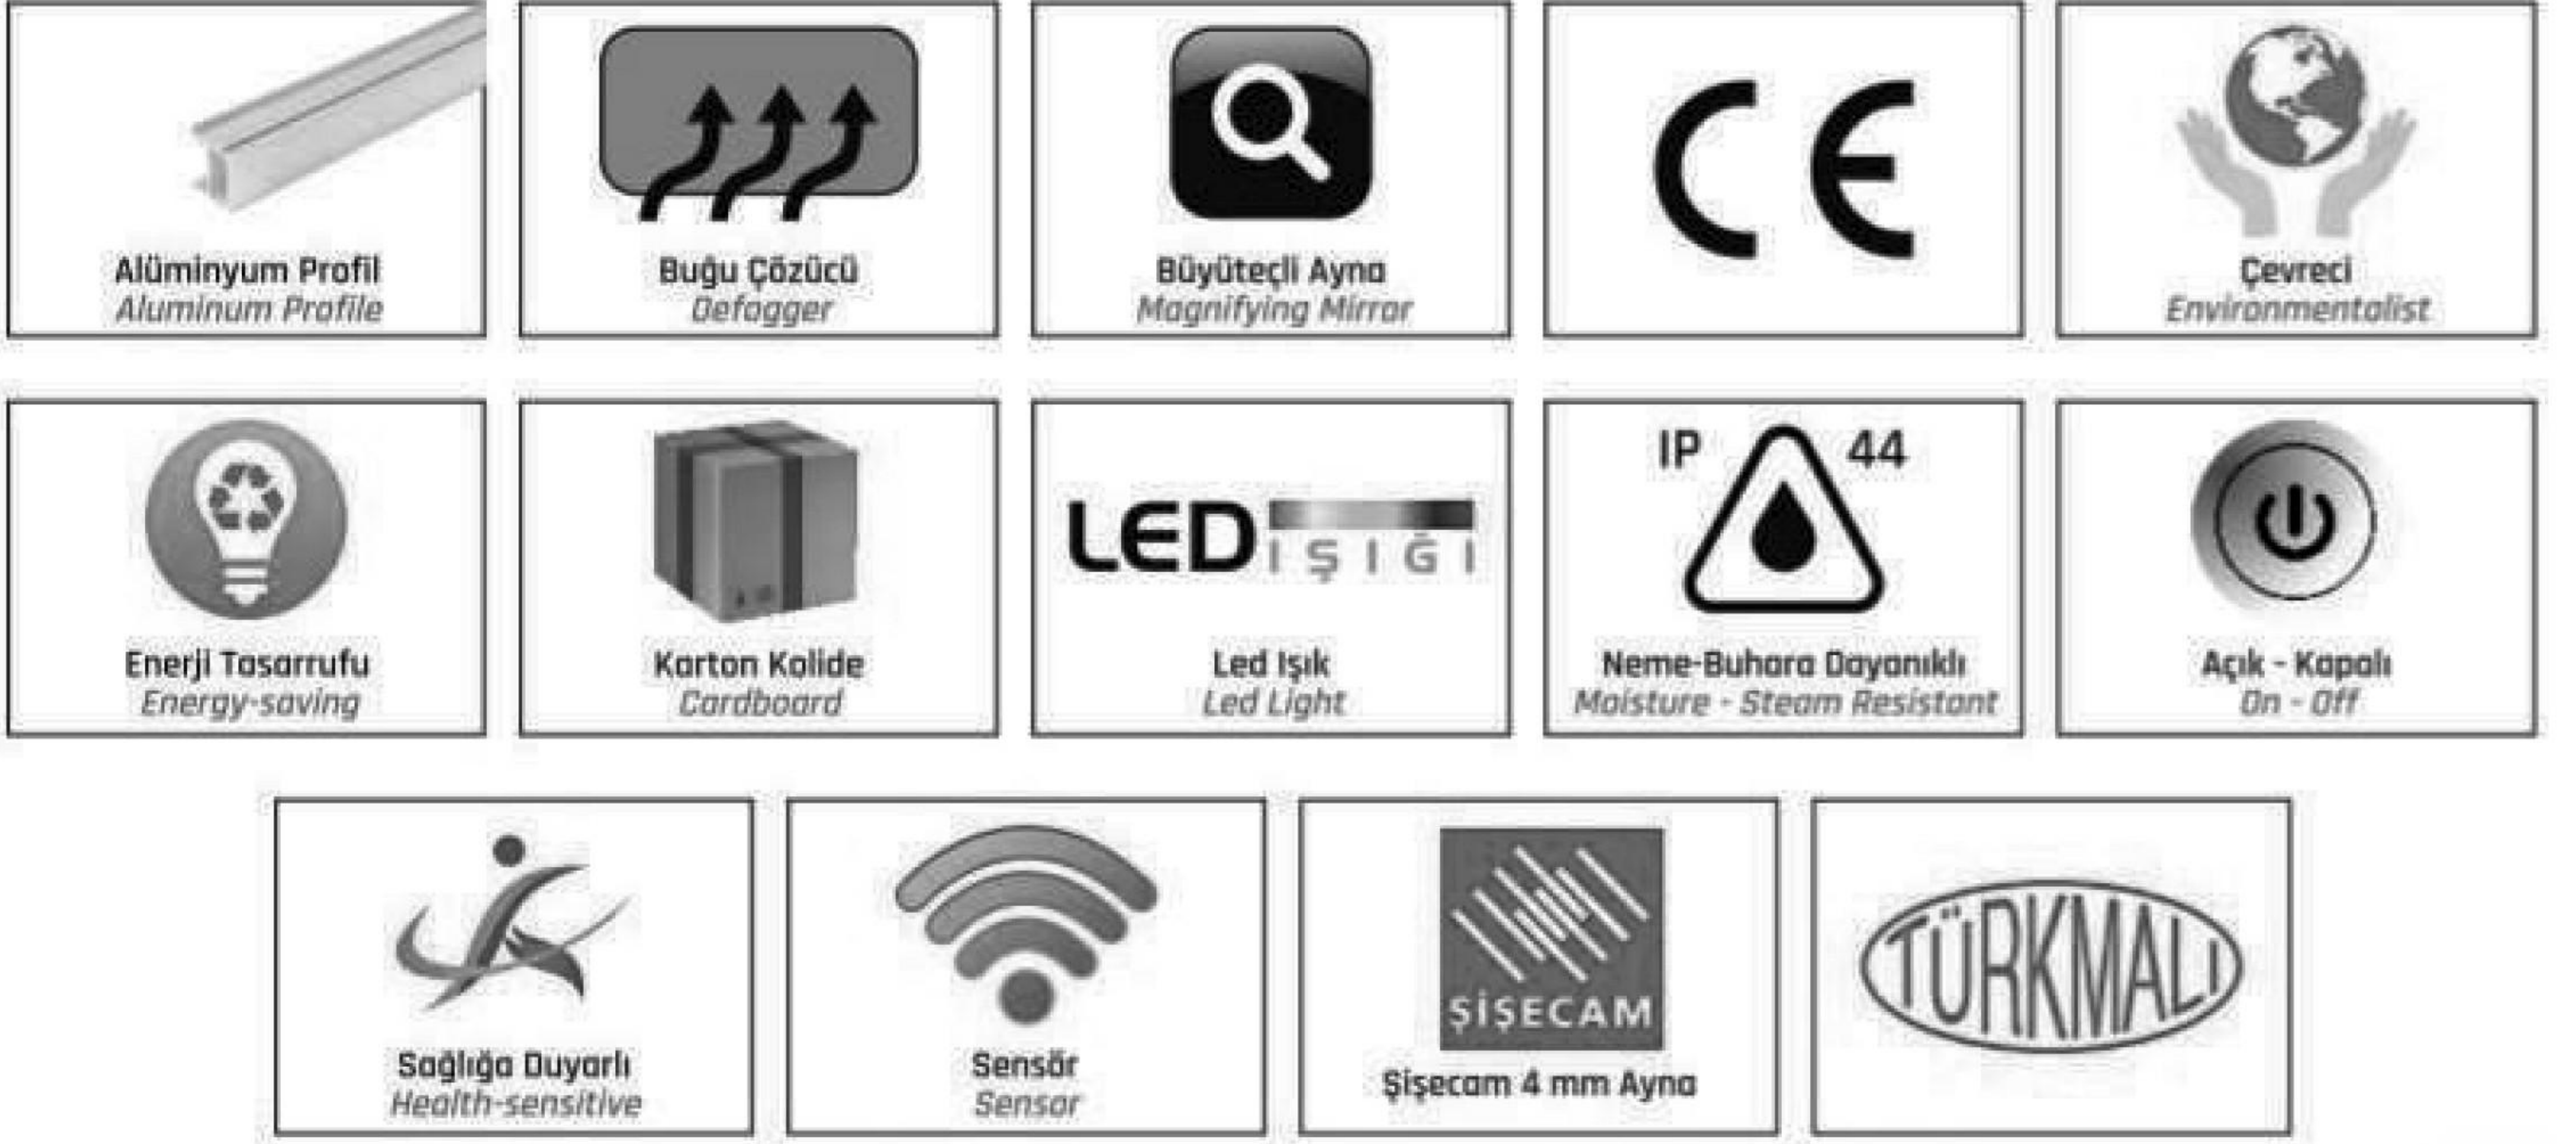 Alüminyum Profil
Aluminum Profile
Buğu Çözücü
Defogger
Büyüteçli Ayna
Magnifying Mirror
CE
Çevreci
Environmentalist
Enerji Tasarrufu
Energy-saving
Karton Kolide
Cardboard
LED IŞIĞI
Led Işık
Led Light
IP 44
Neme-Buhara Dayanıklı
Moisture - Steam Resistant
Açık - Kapalı
On - Off
Sağlığa Duyarlı
Health-sensitive
Sensör
Sensor
ŞİŞECAM
Şişecam 4 mm Ayna
TÜRKMALI